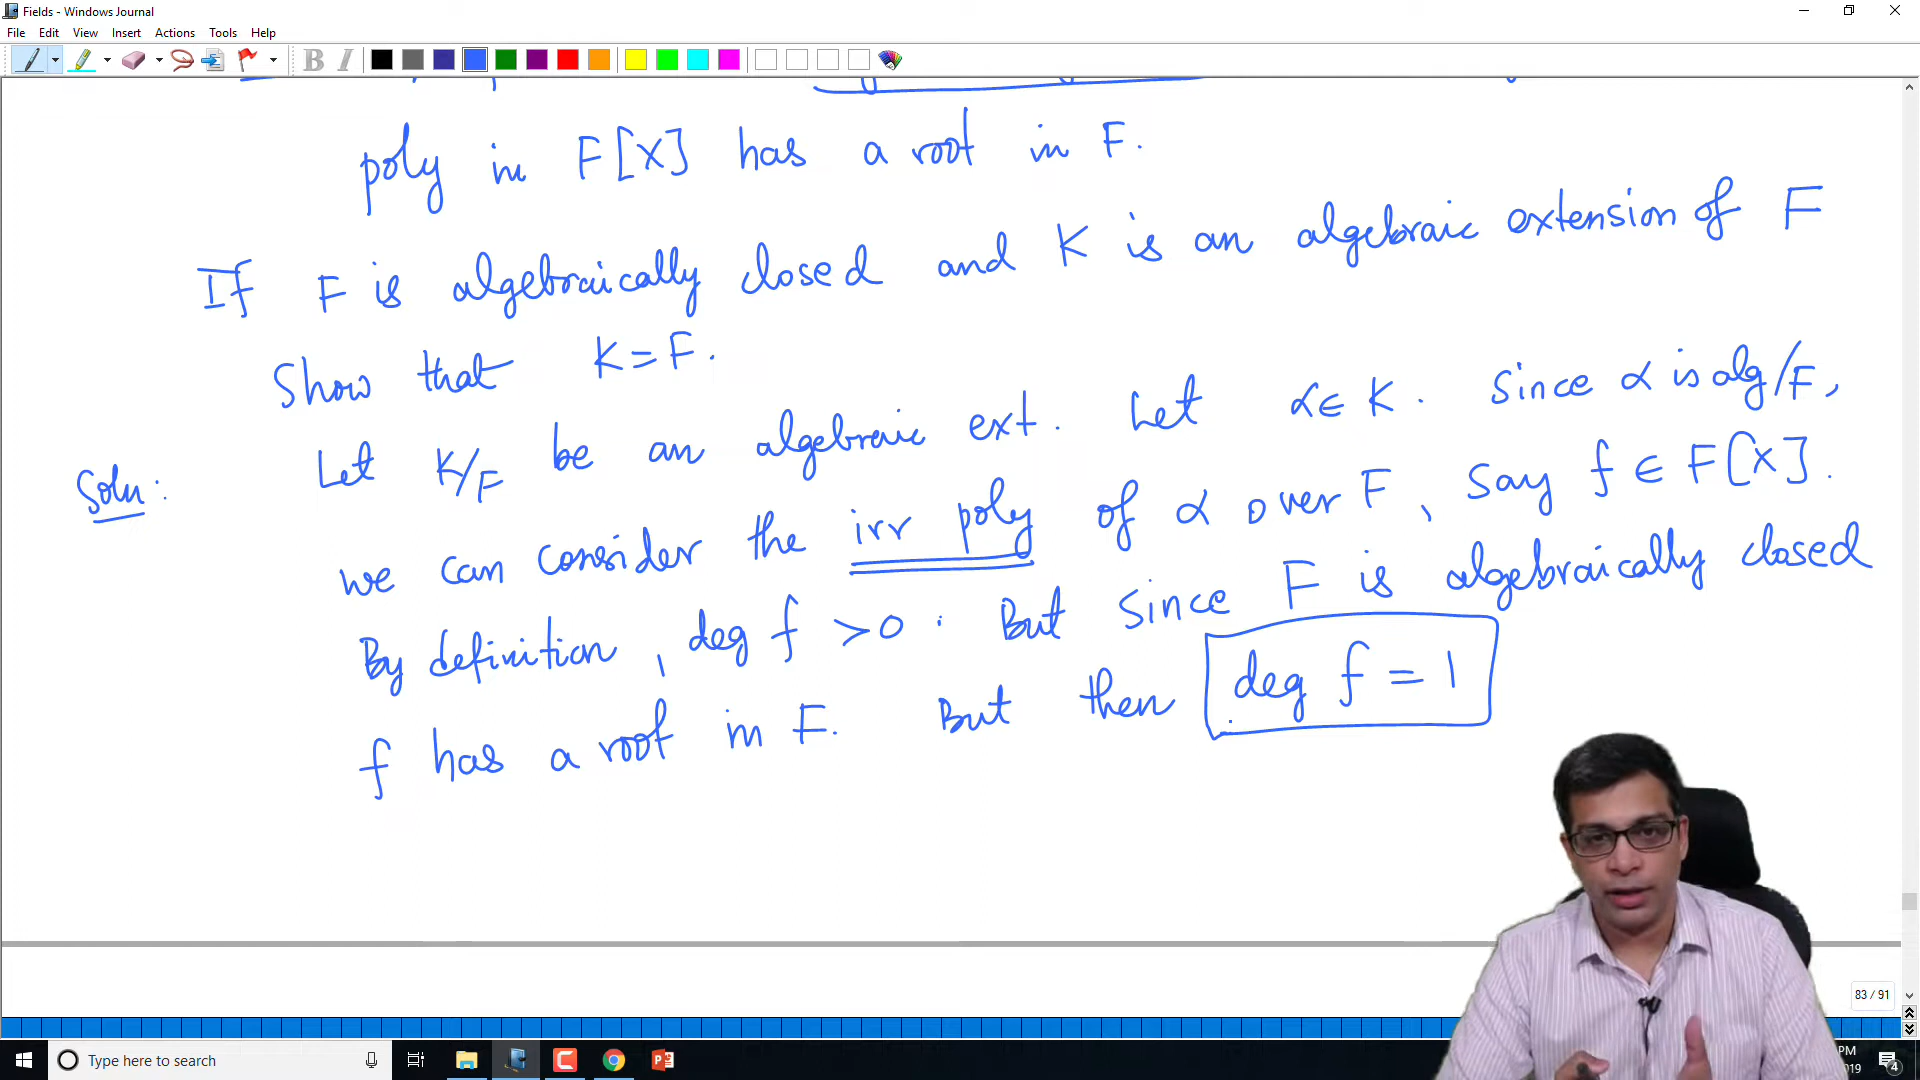 Fields - Windows Journal
File Edit View Insert Actions Tools Help
B I
poly in F[X] has a root in F.
If F is algebraically closed and K is an algebraic extension of F
Show that K=F.
Soln: Let K/F be an algebraic ext. Let α∈K. Since α is alg/F,
we can consider the irr poly of α over F, say f ∈ F[X].
By definition, deg f >0. But since F is algebraically closed
f has a root in F. But then deg f = 1
83 / 91
Type here to search
PM
019
4